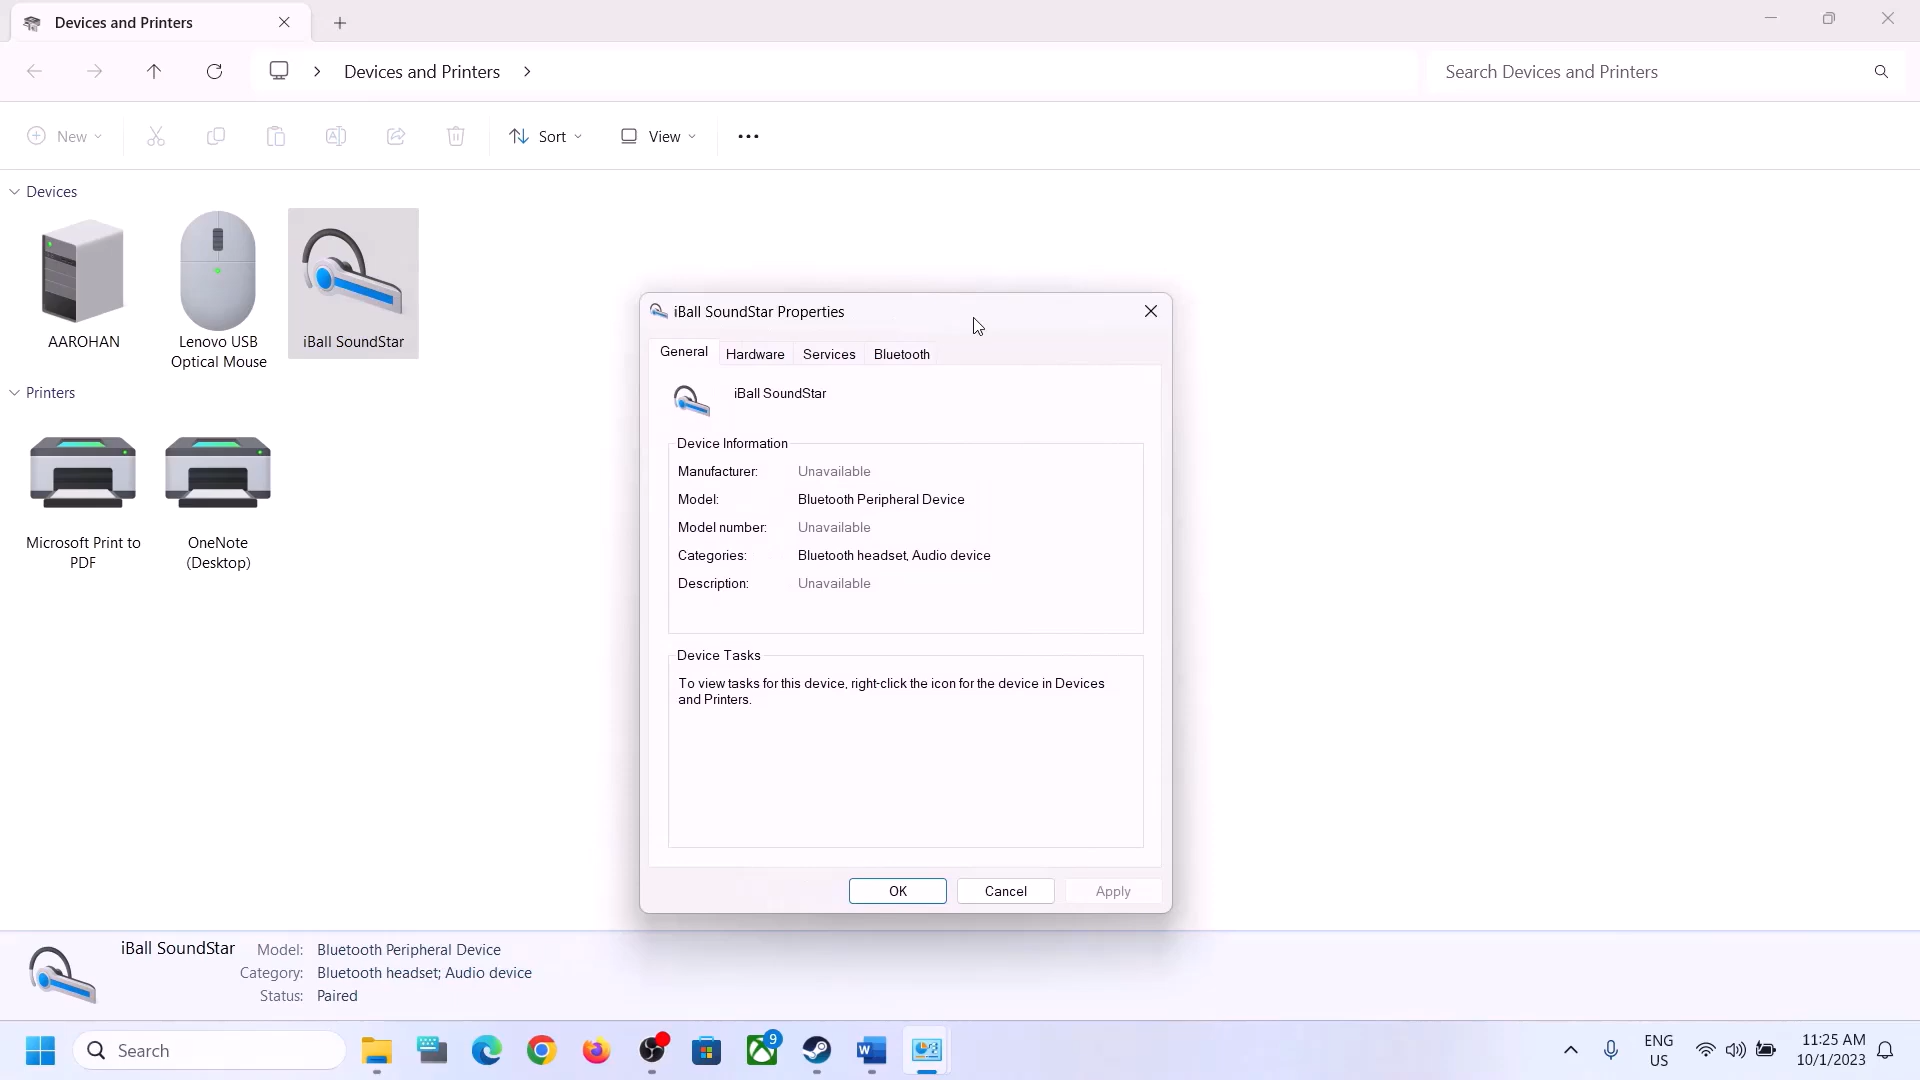 Devices and Printers
Devices and Printers
Search Devices and Printers
New
Sort
View
Devices
AAROHAN
Lenovo USB
Optical Mouse
iBall SoundStar
Printers
Microsoft Print to
PDF
OneNote
(Desktop)
iBall SoundStar Properties
General Hardware Services Bluetooth
iBall SoundStar
Device Information
Manufacturer: Unavailable
Model: Bluetooth Peripheral Device
Model number: Unavailable
Categories: Bluetooth headset, Audio device
Description: Unavailable
Device Tasks
To view tasks for this device, right-click the icon for the device in Devices
and Printers.
OK Cancel Apply
iBall SoundStar Model: Bluetooth Peripheral Device
Category: Bluetooth headset; Audio device
Status: Paired
Search
9
ENG
US
11:25 AM
10/1/2023